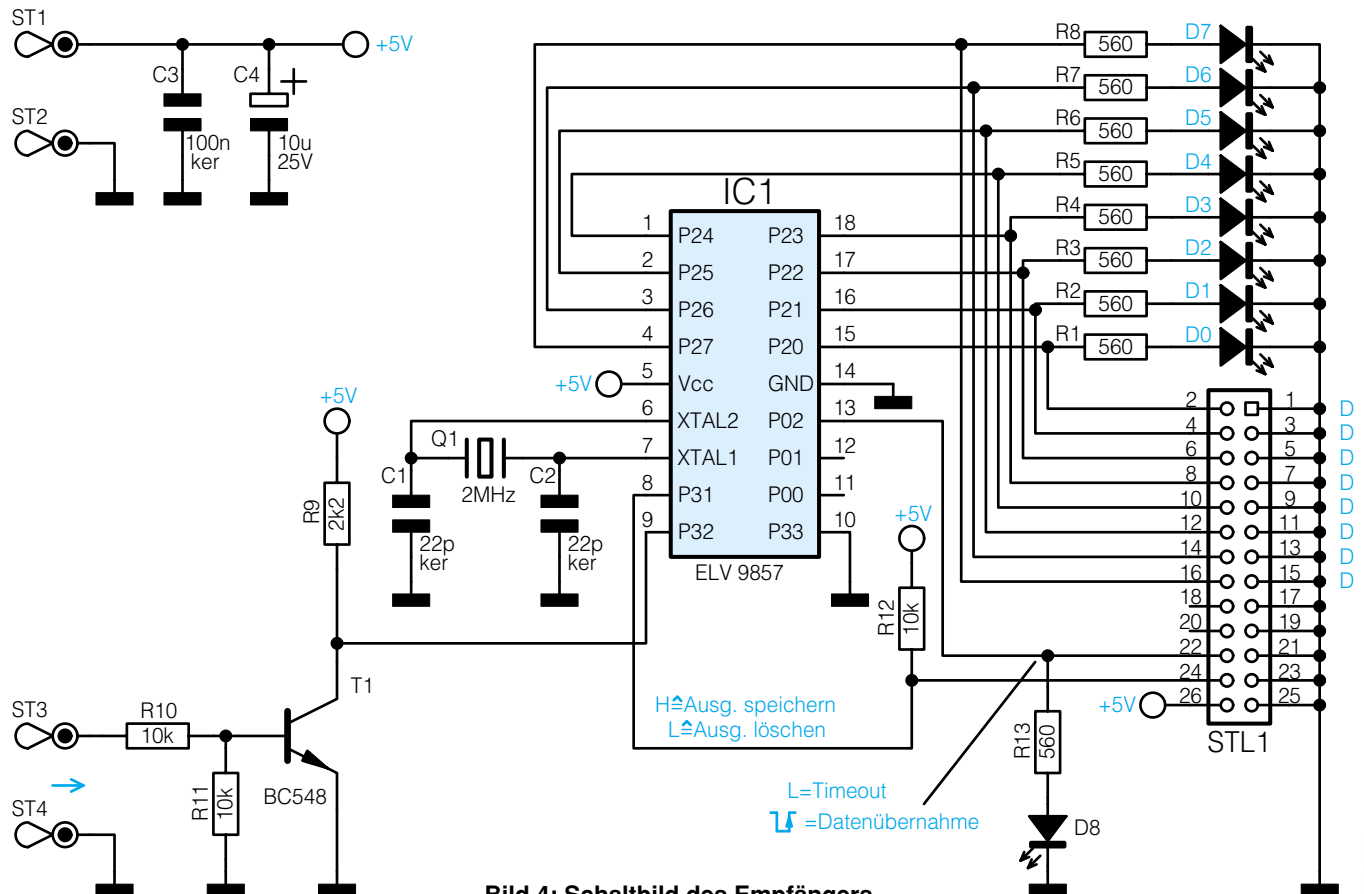 ST1
+5V
C3
C4
+
100n
ker
10u
25V
ST2
R8
560
D7
R7
560
D6
R6
560
D5
R5
560
D4
R4
560
D3
R3
560
D2
R2
560
D1
R1
560
D0
IC1
1 P24 P23 18
2 P25 P22 17
3 P26 P21 16
4 P27 P20 15
+5V 5 Vcc GND 14
6 XTAL2 P02 13
7 XTAL1 P01 12
8 P31 P00 11
9 P32 P33 10
ELV 9857
+5V
R9
2k2
Q1
2MHz
C1
22p
ker
C2
22p
ker
+5V
R12
10k
2 1 D
4 3 D
6 5 D
8 7 D
10 9 D
12 11 D
14 13 D
16 15 D
18 17
20 19
22 21
24 23
+5V 26 25
STL1
H≙Ausg. speichern
L≙Ausg. löschen
T1
BC548
ST3
R10
10k
R11
10k
ST4
R13
560
D8
L=Timeout
=Datenübernahme
Bild 4: Schaltbild des Empfängers